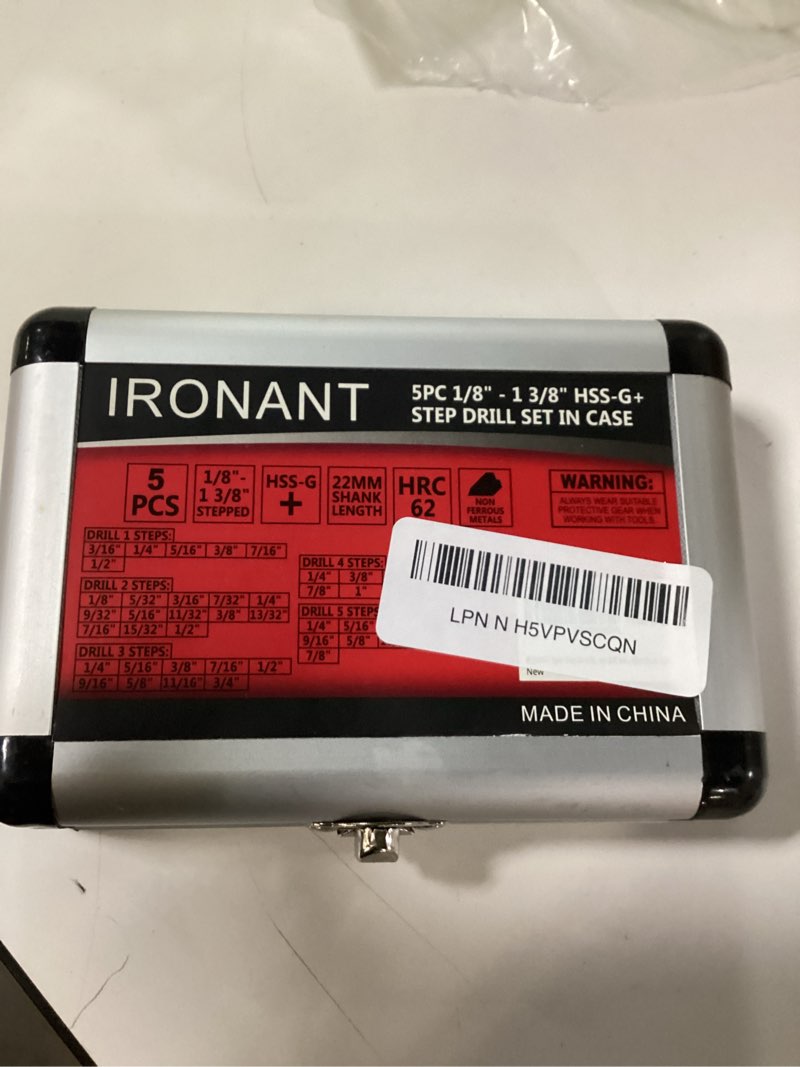 IRONANT
5PC 1/8" - 1 3/8" HSS-G+
STEP DRILL SET IN CASE
5
PCS
1/8"-
1 3/8"
STEPPED
HSS-G
+
22MM
SHANK
LENGTH
HRC
62
NON
FERROUS
METALS
WARNING:
ALWAYS WEAR SUITABLE
PROTECTIVE GEAR WHEN
WORKING WITH TOOLS.
DRILL 1 STEPS:
3/16" 1/4" 5/16" 3/8" 7/16"
1/2"
DRILL 2 STEPS:
1/8" 5/32" 3/16" 7/32" 1/4"
9/32" 5/16" 11/32" 3/8" 13/32"
7/16" 15/32" 1/2"
DRILL 3 STEPS:
1/4" 5/16" 3/8" 7/16" 1/2"
9/16" 5/8" 11/16" 3/4"
DRILL 4 STEPS:
1/4" 3/8"
7/8" 1"
DRILL 5 STEPS
1/4" 5/16"
9/16" 5/8"
7/8"
LPN N H5VPVSCQN
New
MADE IN CHINA